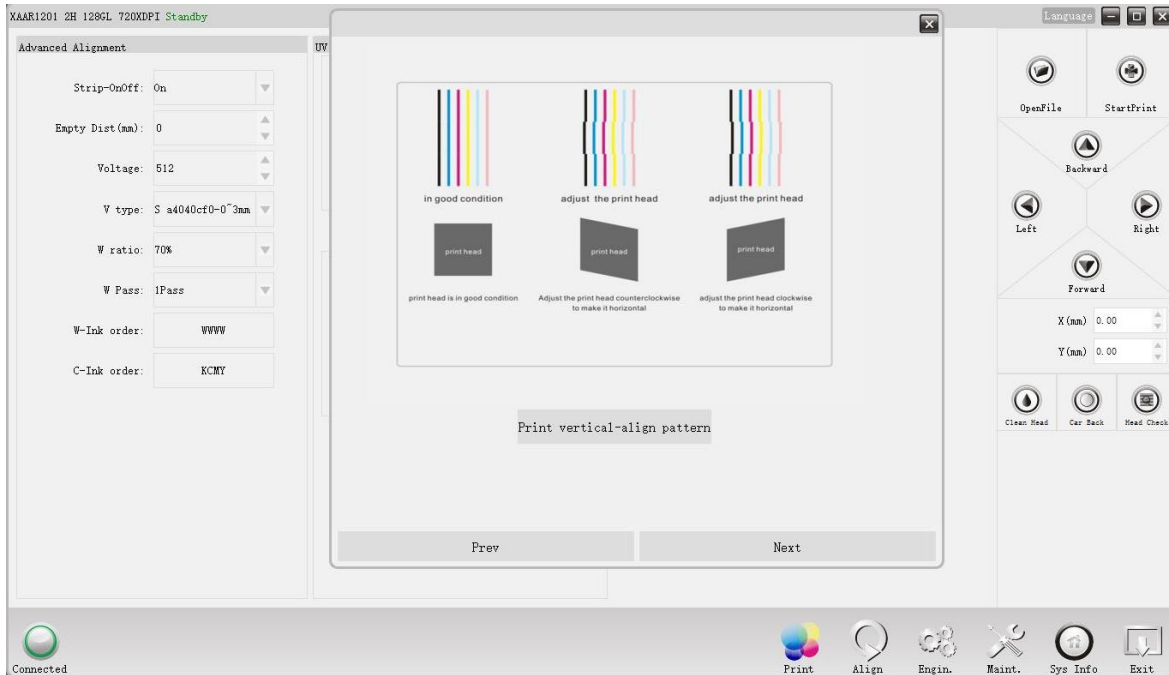 XAAR1201 2H 128GL 720XDPI Standby
Language
Advanced Alignment
UV
Strip-OnOff: On
Empty Dist(mm): 0
Voltage: 512
V type: S a4040cf0-0~3mm
W ratio: 70%
W Pass: 1Pass
W-Ink order: WWWW
C-Ink order: KCMY
in good condition
adjust the print head
adjust the print head
print head
print head
print head
print head is in good condition
Adjust the print head counterclockwise
to make it horizontal
adjust the print head clockwise
to make it horizontal
Print vertical-align pattern
Prev
Next
OpenFile
StartPrint
Backward
Left
Right
Forward
X(mm) 0.00
Y(mm) 0.00
Clean Head
Car Back
Head Check
Connected
Print
Align
Engin.
Maint.
Sys Info
Exit